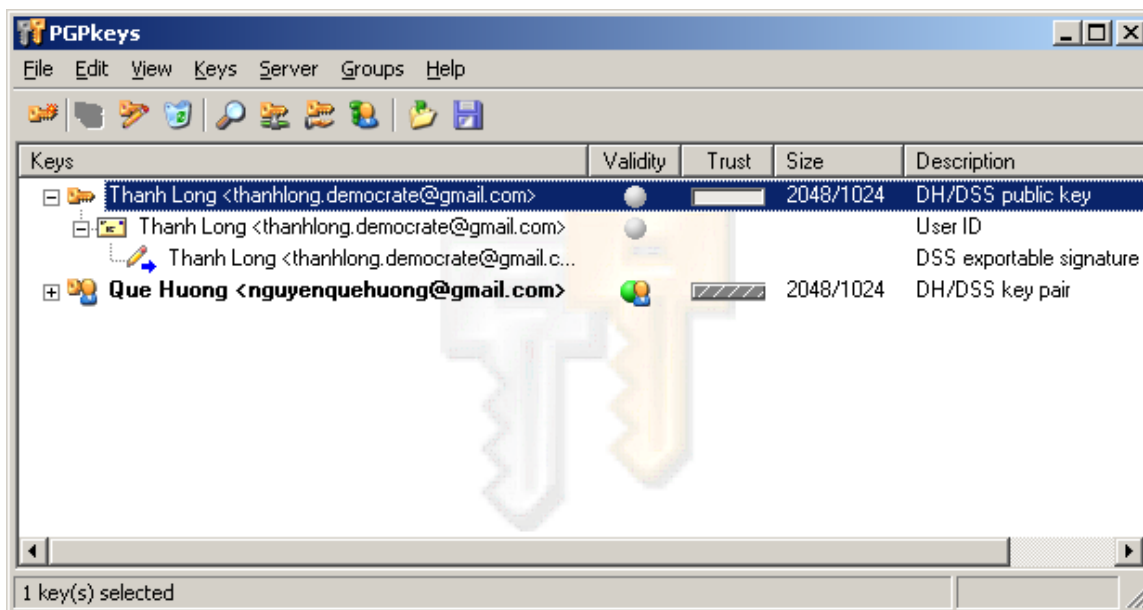 PGPkeys
File Edit View Keys Server Groups Help
Keys Validity Trust Size Description
Thanh Long <thanhlong.democrate@gmail.com> 2048/1024 DH/DSS public key
Thanh Long <thanhlong.democrate@gmail.com> User ID
Thanh Long <thanhlong.democrate@gmail.c... DSS exportable signature
Que Huong <nguyenquehuong@gmail.com> 2048/1024 DH/DSS key pair
1 key(s) selected